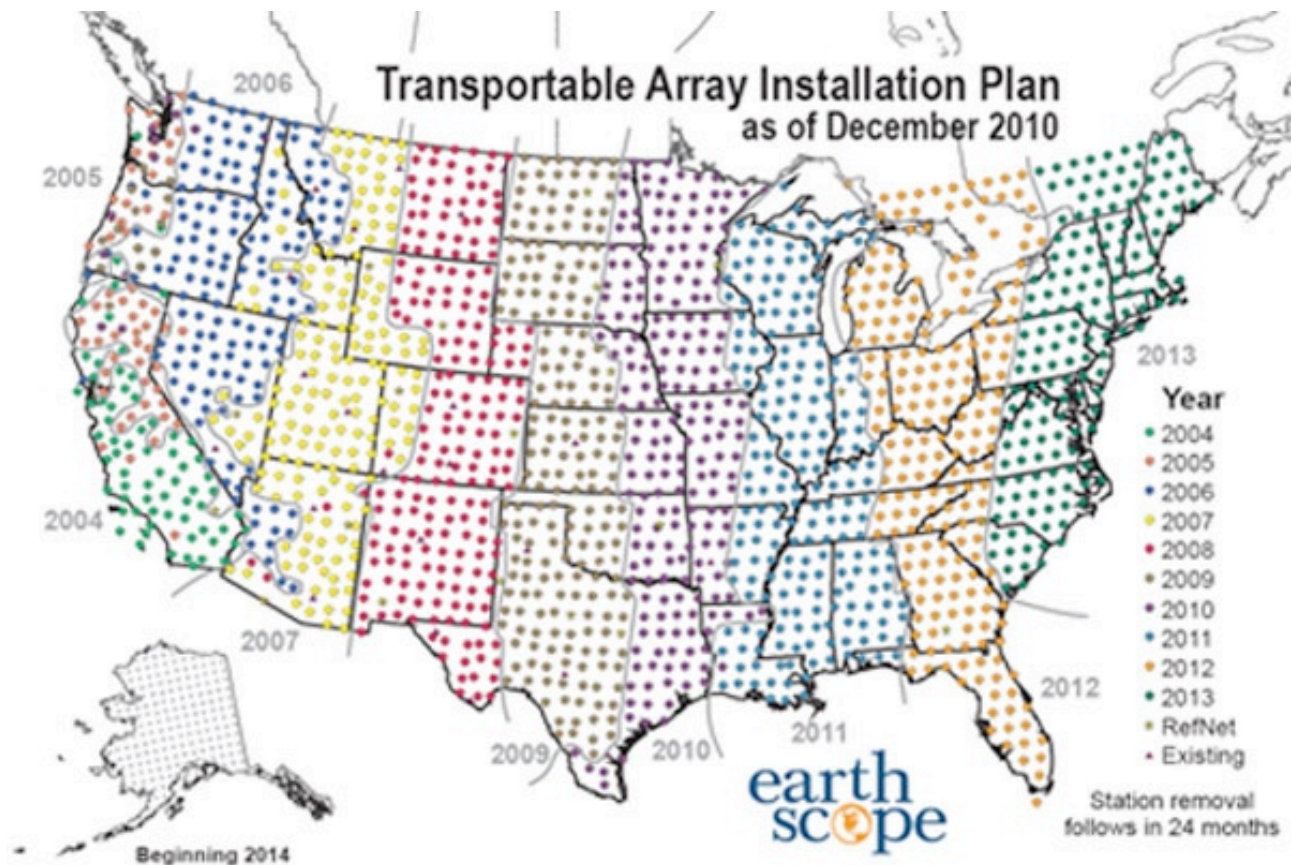 Transportable Array Installation Plan
as of December 2010
2006
2005
2004
2007
2009
2010
2011
2012
2013
Year
2004
2005
2006
2007
2008
2009
2010
2011
2012
2013
RefNet
Existing
earth
scope
Station removal
follows in 24 months
Beginning 2014